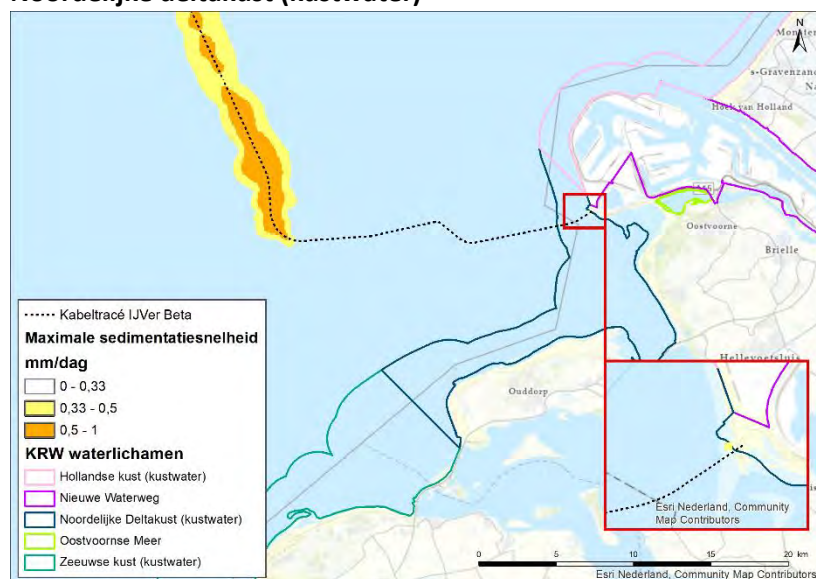 Noordelijke deltakust (kustwater)
N
Monster
s-Gravenzand
Na
Hoek van Holland
Oostvoorne
Brielle
Hellevoetsluis
Ouddorp
Kabeltracé IJVer Beta
Maximale sedimentatiesnelheid
mm/dag
0 - 0,33
0,33 - 0,5
0,5 - 1
KRW waterlichamen
Hollandse kust (kustwater)
Nieuwe Waterweg
Noordelijke Deltakust (kustwater)
Oostvoornse Meer
Zeeuwse kust (kustwater)
Esri Nederland, Community
Map Contributors
0 5 10 15 20 km
Esri Nederland, Community Map Contributors